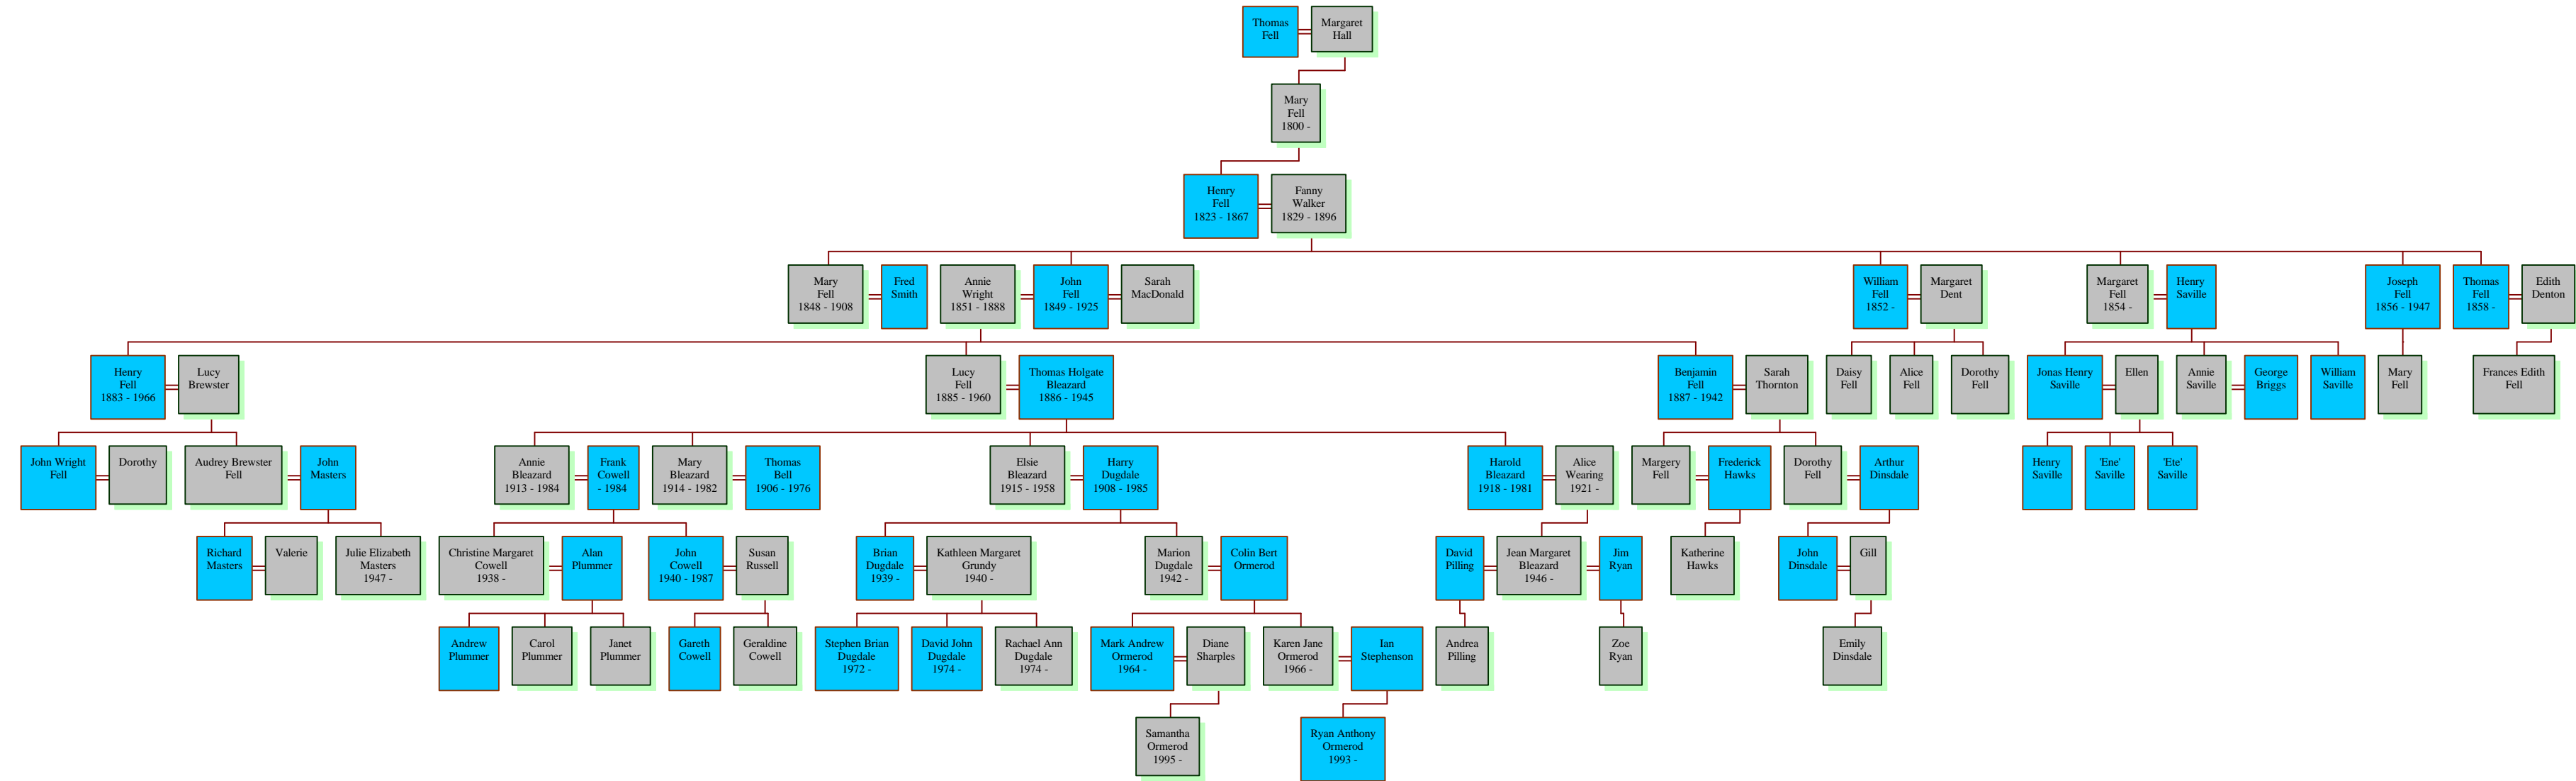 Thomas
Fell
Margaret
Hall
Mary
Fell
1800 -
Henry
Fell
1823 - 1867
Fanny
Walker
1829 - 1896
Mary
Fell
1848 - 1908
Fred
Smith
Annie
Wright
1851 - 1888
John
Fell
1849 - 1925
Sarah
MacDonald
William
Fell
1852 -
Margaret
Dent
Margaret
Fell
1854 -
Henry
Saville
Joseph
Fell
1856 - 1947
Thomas
Fell
1858 -
Edith
Denton
Henry
Fell
1883 - 1966
Lucy
Brewster
Lucy
Fell
1885 - 1960
Thomas Holgate
Bleazard
1886 - 1945
Benjamin
Fell
1887 - 1942
Sarah
Thornton
Daisy
Fell
Alice
Fell
Dorothy
Fell
Jonas Henry
Saville
Ellen
Annie
Saville
George
Briggs
William
Saville
Mary
Fell
Frances Edith
Fell
John Wright
Fell
Dorothy
Audrey Brewster
Fell
John
Masters
Annie
Bleazard
1913 - 1984
Frank
Cowell
- 1984
Mary
Bleazard
1914 - 1982
Thomas
Bell
1906 - 1976
Elsie
Bleazard
1915 - 1958
Harry
Dugdale
1908 - 1985
Harold
Bleazard
1918 - 1981
Alice
Wearing
1921 -
Margery
Fell
Frederick
Hawks
Dorothy
Fell
Arthur
Dinsdale
Henry
Saville
'Ene'
Saville
'Ete'
Saville
Richard
Masters
Valerie
Julie Elizabeth
Masters
1947 -
Christine Margaret
Cowell
1938 -
Alan
Plummer
John
Cowell
1940 - 1987
Susan
Russell
Brian
Dugdale
1939 -
Kathleen Margaret
Grundy
1940 -
Marion
Dugdale
1942 -
Colin Bert
Ormerod
David
Pilling
Jean Margaret
Bleazard
1946 -
Jim
Ryan
Katherine
Hawks
John
Dinsdale
Gill
Andrew
Plummer
Carol
Plummer
Janet
Plummer
Gareth
Cowell
Geraldine
Cowell
Stephen Brian
Dugdale
1972 -
David John
Dugdale
1974 -
Rachael Ann
Dugdale
1974 -
Mark Andrew
Ormerod
1964 -
Diane
Sharples
Karen Jane
Ormerod
1966 -
Ian
Stephenson
Andrea
Pilling
Zoe
Ryan
Emily
Dinsdale
Samantha
Ormerod
1995 -
Ryan Anthony
Ormerod
1993 -